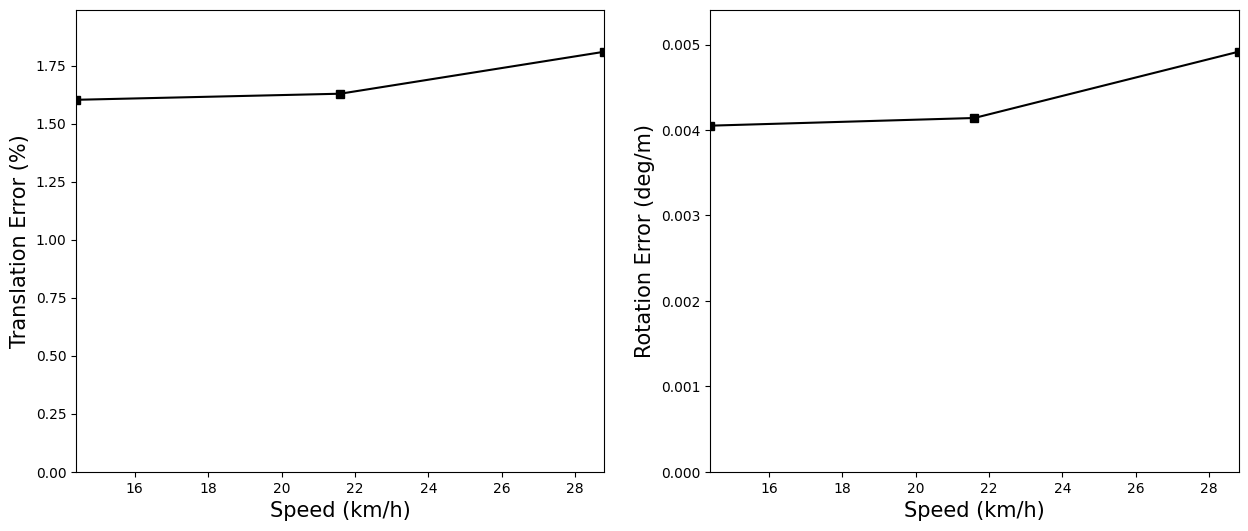 Translation Error (%)
1.75
1.50
1.25
1.00
0.75
0.50
0.25
0.00
16 18 20 22 24 26 28
Speed (km/h)
Rotation Error (deg/m)
0.005
0.004
0.003
0.002
0.001
0.000
16 18 20 22 24 26 28
Speed (km/h)